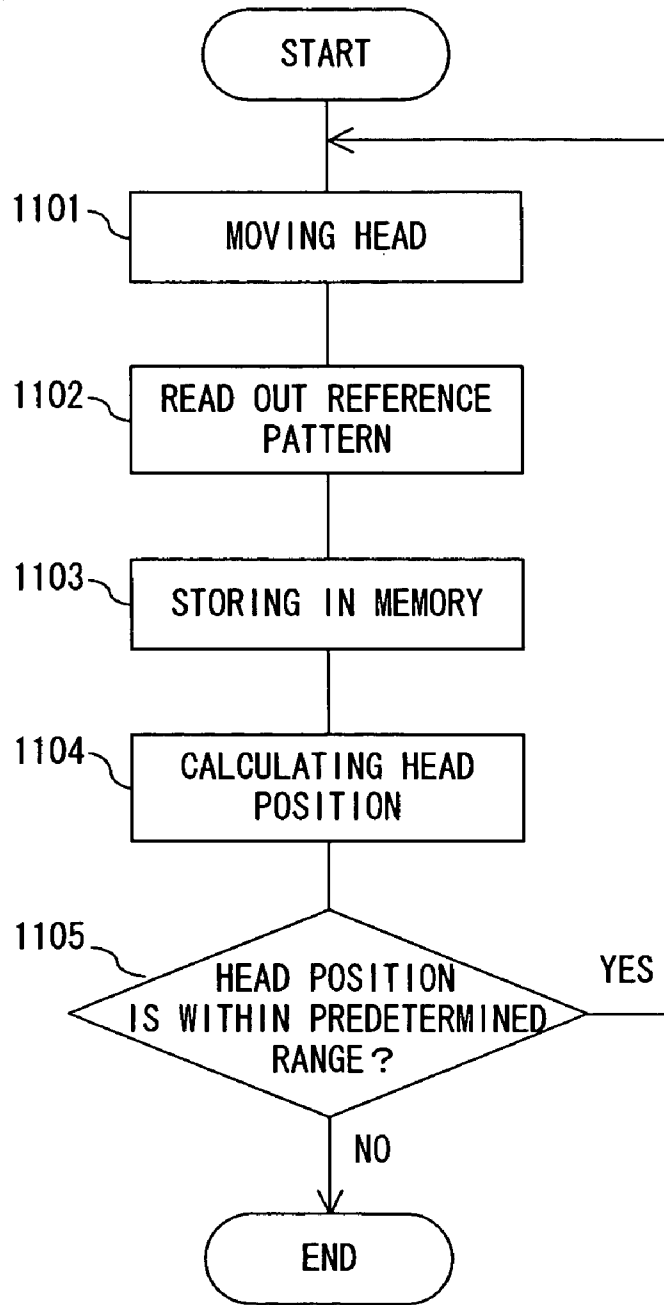 START
1101
MOVING HEAD
1102
READ OUT REFERENCE
PATTERN
1103
STORING IN MEMORY
1104
CALCULATING HEAD
POSITION
1105
HEAD POSITION
IS WITHIN PREDETERMINED
RANGE?
YES
NO
END